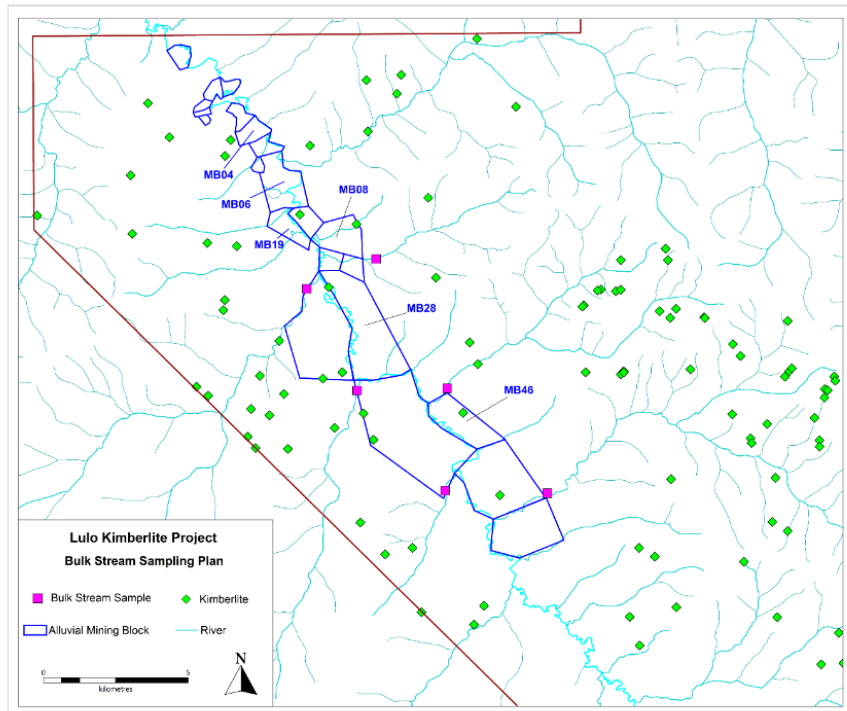 MB04
MB06
MB08
MB19
MB28
MB46
Lulo Kimberlite Project
Bulk Stream Sampling Plan
Bulk Stream Sample
Kimberlite
Alluvial Mining Block
River
0
5
kilometres
N